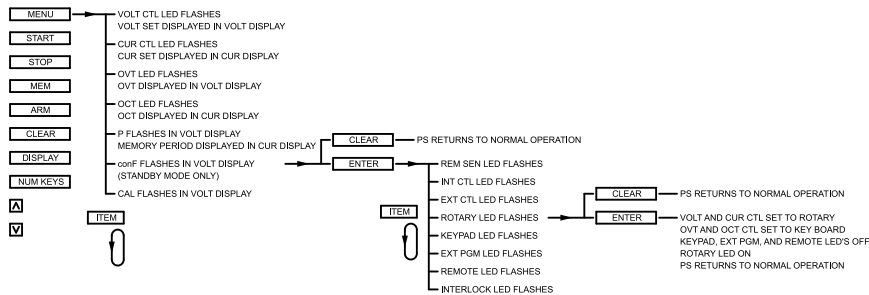 MENU
START
STOP
MEM
ARM
CLEAR
DISPLAY
NUM KEYS
VOLT CTL LED FLASHES
VOLT SET DISPLAYED IN VOLT DISPLAY
CUR CTL LED FLASHES
CUR SET DISPLAYED IN CUR DISPLAY
OVT LED FLASHES
OVT DISPLAYED IN VOLT DISPLAY
OCT LED FLASHES
OCT DISPLAYED IN CUR DISPLAY
P FLASHES IN VOLT DISPLAY
MEMORY PERIOD DISPLAYED IN CUR DISPLAY
conF FLASHES IN VOLT DISPLAY
(STANDBY MODE ONLY)
CAL FLASHES IN VOLT DISPLAY
ITEM
CLEAR
PS RETURNS TO NORMAL OPERATION
ENTER
REM SEN LED FLASHES
INT CTL LED FLASHES
EXT CTL LED FLASHES
ROTARY LED FLASHES
KEYPAD LED FLASHES
EXT PGM LED FLASHES
REMOTE LED FLASHES
INTERLOCK LED FLASHES
ITEM
CLEAR
PS RETURNS TO NORMAL OPERATION
ENTER
VOLT AND CUR CTL SET TO ROTARY
OVT AND OCT CTL SET TO KEY BOARD
KEYPAD, EXT PGM, AND REMOTE LED'S OFF
ROTARY LED ON
PS RETURNS TO NORMAL OPERATION